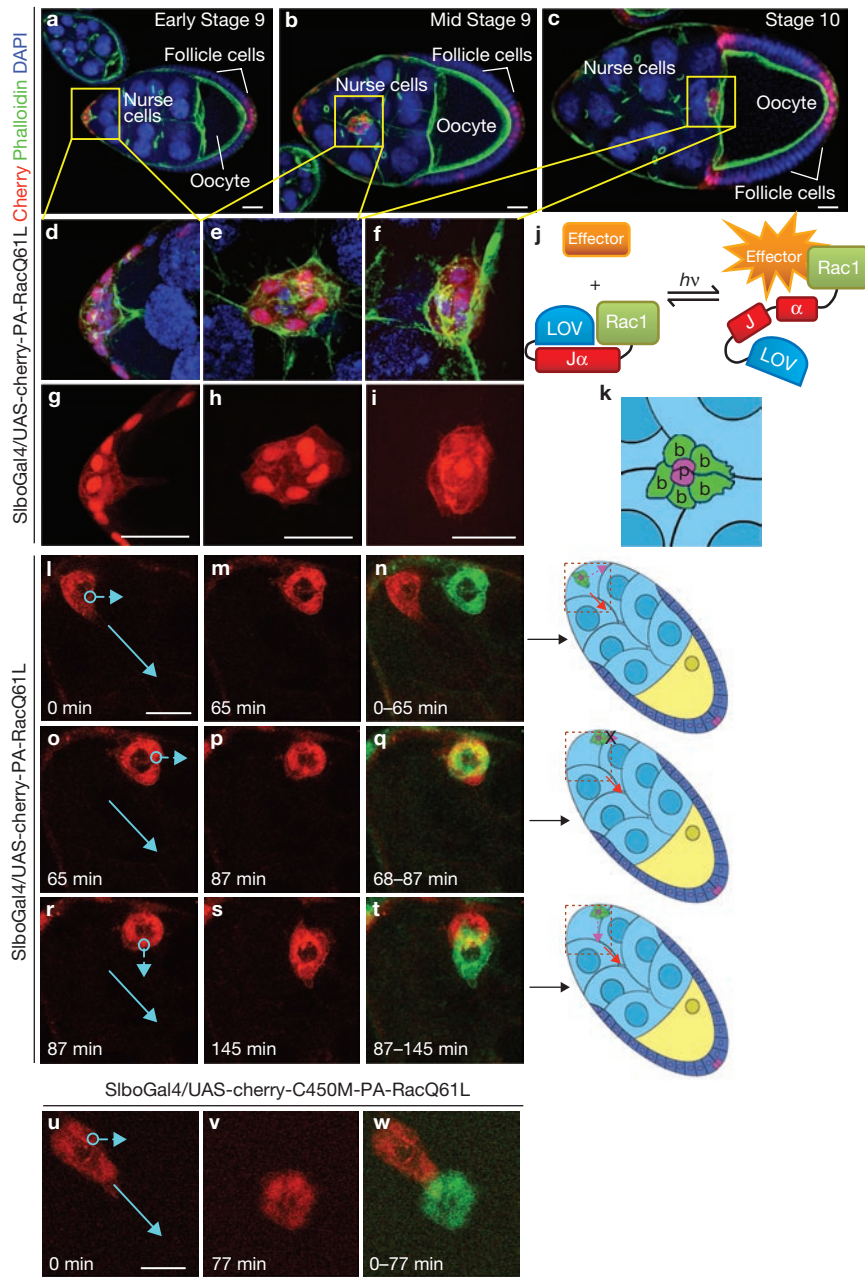 SlboGal4/UAS-cherry-PA-RacQ61L Cherry Phalloidin DAPI
a
Early Stage 9
Follicle cells
Nurse
cells
Oocyte
b
Mid Stage 9
Follicle cells
Nurse cells
Oocyte
c
Stage 10
Nurse cells
Oocyte
Follicle cells
d
e
f
g
h
i
j
Effector
+
LOV
Rac1
Jα
hν
Effector
Rac1
J
α
LOV
k
b
b
b
p
b
b
SlboGal4/UAS-cherry-PA-RacQ61L
l
0 min
m
65 min
n
0–65 min
o
65 min
p
87 min
q
68–87 min
X
r
87 min
s
145 min
t
87–145 min
SlboGal4/UAS-cherry-C450M-PA-RacQ61L
u
0 min
v
77 min
w
0–77 min